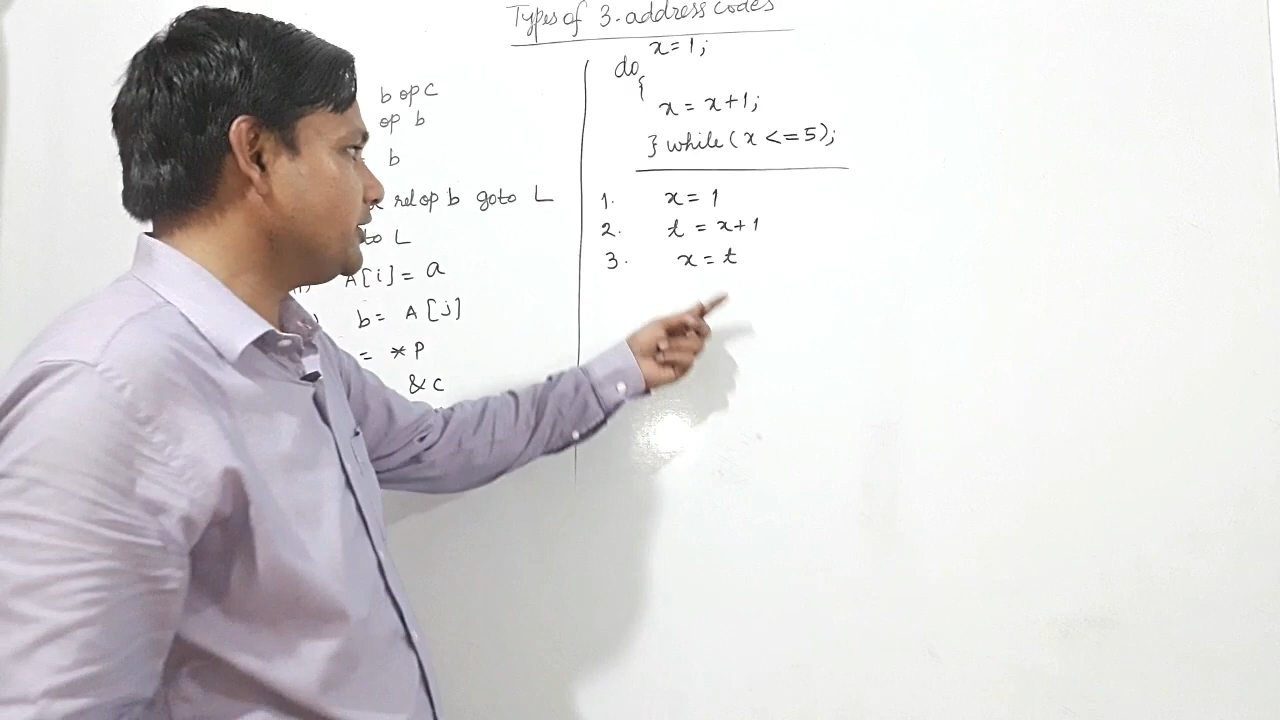 Types of 3-address codes
b op c
op b
b
relop b goto L
to L
A[i] = a
b = A[j]
= *P
& c
x = 1;
do
{
x = x+1;
} while (x <= 5);
1. x = 1
2. t = x+1
3. x = t